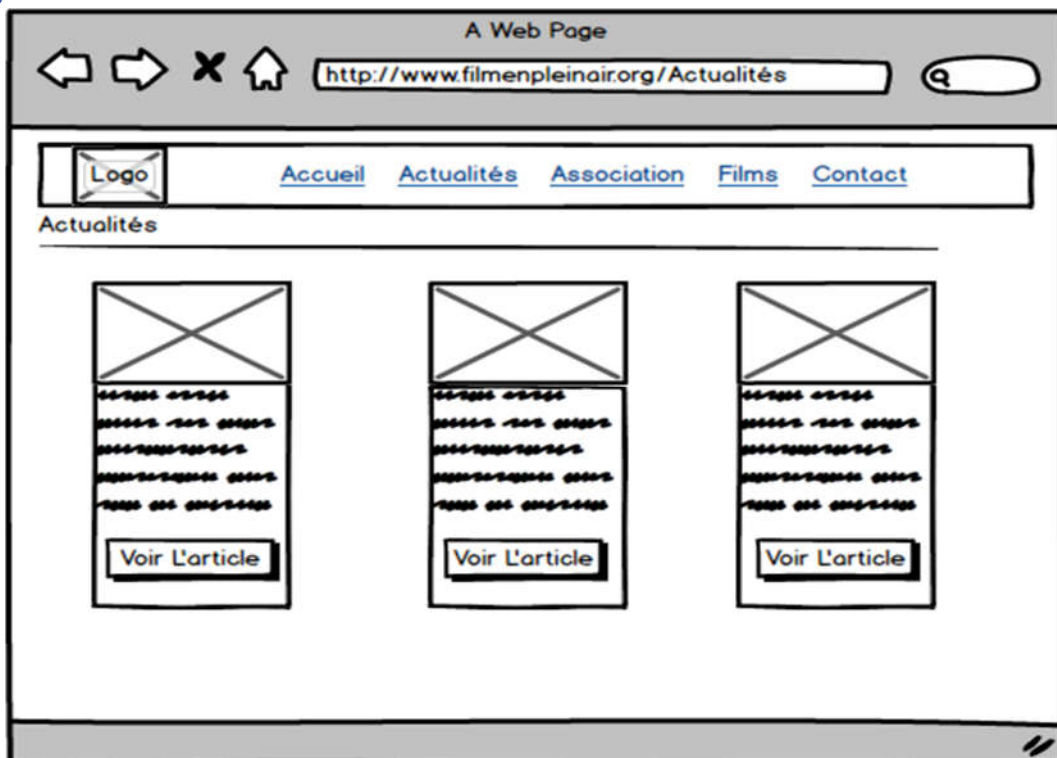 A Web Page
http://www.filmenpleinair.org/Actualités
Logo Accueil Actualités Association Films Contact
Actualités
Voir L'article Voir L'article Voir L'article